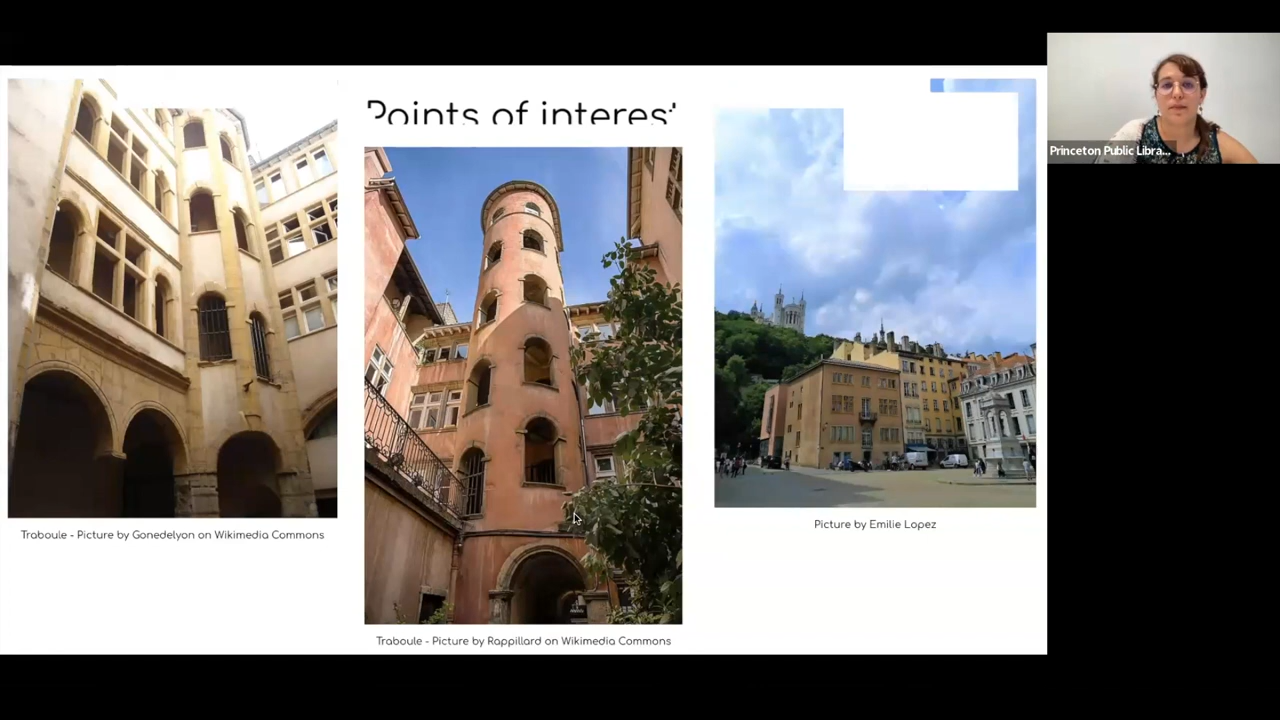 Points of interest
Princeton Public Libra...
Traboule - Picture by Gonedelyon on Wikimedia Commons
Picture by Emilie Lopez
Traboule - Picture by Rappillard on Wikimedia Commons